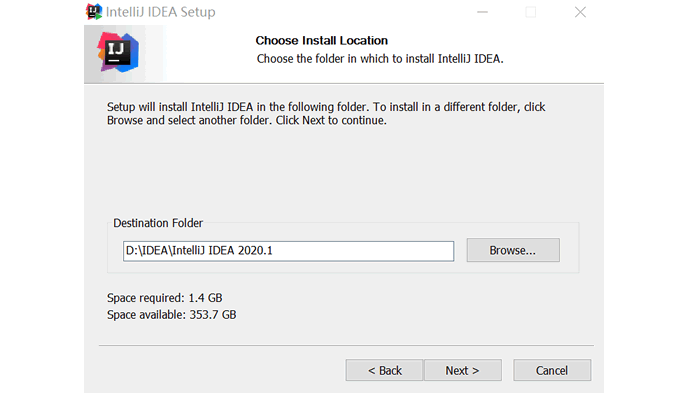 IntelliJ IDEA Setup
IJ
Choose Install Location
Choose the folder in which to install IntelliJ IDEA.
Setup will install IntelliJ IDEA in the following folder. To install in a different folder, click
Browse and select another folder. Click Next to continue.
Destination Folder
D:\IDEA\IntelliJ IDEA 2020.1
Browse...
Space required: 1.4 GB
Space available: 353.7 GB
< Back
Next >
Cancel